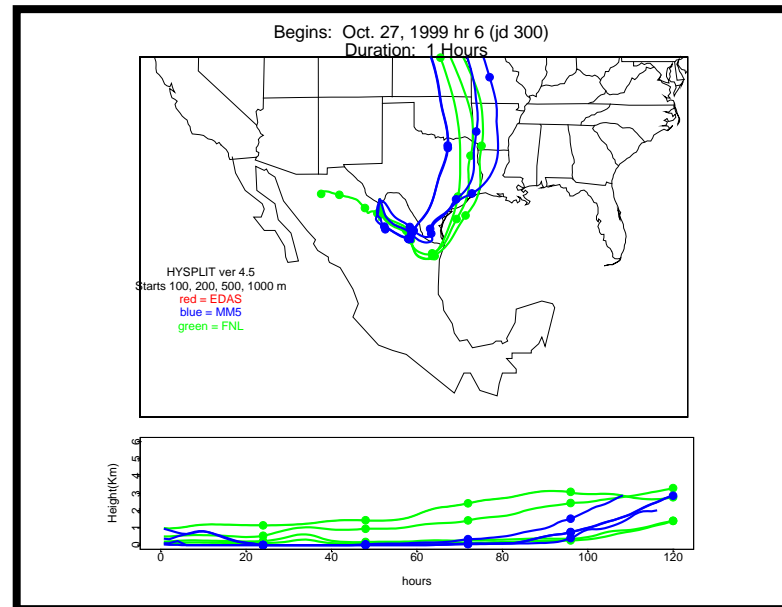 Begins: Oct. 27, 1999 hr 6 (jd 300)
Duration: 1 Hours
HYSPLIT ver 4.5
Starts 100, 200, 500, 1000 m
red = EDAS
blue = MM5
green = FNL
Height(Km)
6
5
4
3
2
1
0
0 20 40 60 80 100 120
hours